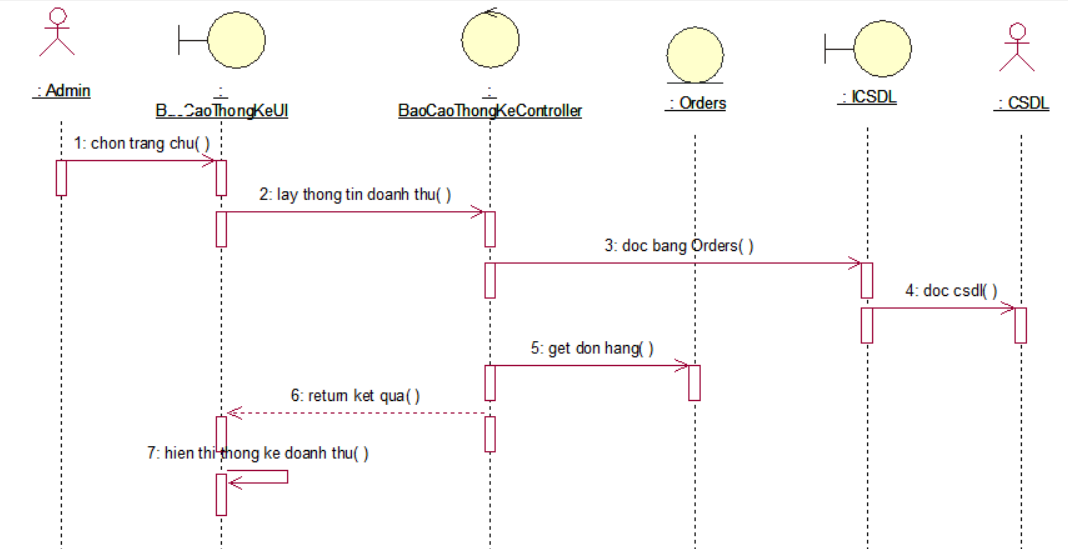 : Admin
:
BaoCaoThongKeUI
:
BaoCaoThongKeController
: Orders
: ICSDL
: CSDL
1: chon trang chu( )
2: lay thong tin doanh thu( )
3: doc bang Orders( )
4: doc csdl( )
5: get don hang( )
6: return ket qua( )
7: hien thi thong ke doanh thu( )